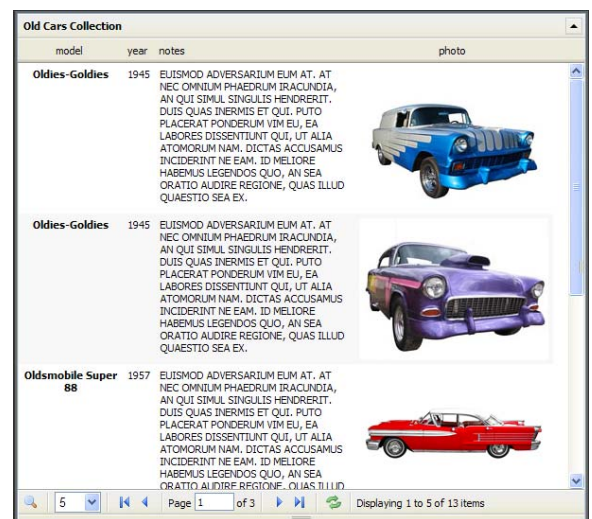 Old Cars Collection
model year notes photo
Oldies-Goldies 1945 EUISMOD ADVERSARIUM EUM AT. AT
NEC OMNIUM PHAEDRUM IRACUNDIA,
AN QUI SIMUL SINGULIS HENDRERIT.
DUIS QUAS INERMIS ET QUI. PUTO
PLACERAT PONDERUM VIM EU, EA
LABORES DISSENTIUNT QUI, UT ALIA
ATOMORUM NAM. DICTAS ACCUSAMUS
INCIDERINT NE EAM. ID MELIORE
HABEMUS LEGENDOS QUO, AN SEA
ORATIO AUDIRE REGIONE, QUAS ILLUD
QUAESTIO SEA EX.
Oldies-Goldies 1945 EUISMOD ADVERSARIUM EUM AT. AT
NEC OMNIUM PHAEDRUM IRACUNDIA,
AN QUI SIMUL SINGULIS HENDRERIT.
DUIS QUAS INERMIS ET QUI. PUTO
PLACERAT PONDERUM VIM EU, EA
LABORES DISSENTIUNT QUI, UT ALIA
ATOMORUM NAM. DICTAS ACCUSAMUS
INCIDERINT NE EAM. ID MELIORE
HABEMUS LEGENDOS QUO, AN SEA
ORATIO AUDIRE REGIONE, QUAS ILLUD
QUAESTIO SEA EX.
Oldsmobile Super 1957 EUISMOD ADVERSARIUM EUM AT. AT
88 NEC OMNIUM PHAEDRUM IRACUNDIA,
AN QUI SIMUL SINGULIS HENDRERIT.
DUIS QUAS INERMIS ET QUI. PUTO
PLACERAT PONDERUM VIM EU, EA
LABORES DISSENTIUNT QUI, UT ALIA
ATOMORUM NAM. DICTAS ACCUSAMUS
INCIDERINT NE EAM. ID MELIORE
HABEMUS LEGENDOS QUO, AN SEA
ORATIO AUDIRE REGIONE, QUAS ILLUD
5 Page 1 of 3 Displaying 1 to 5 of 13 items